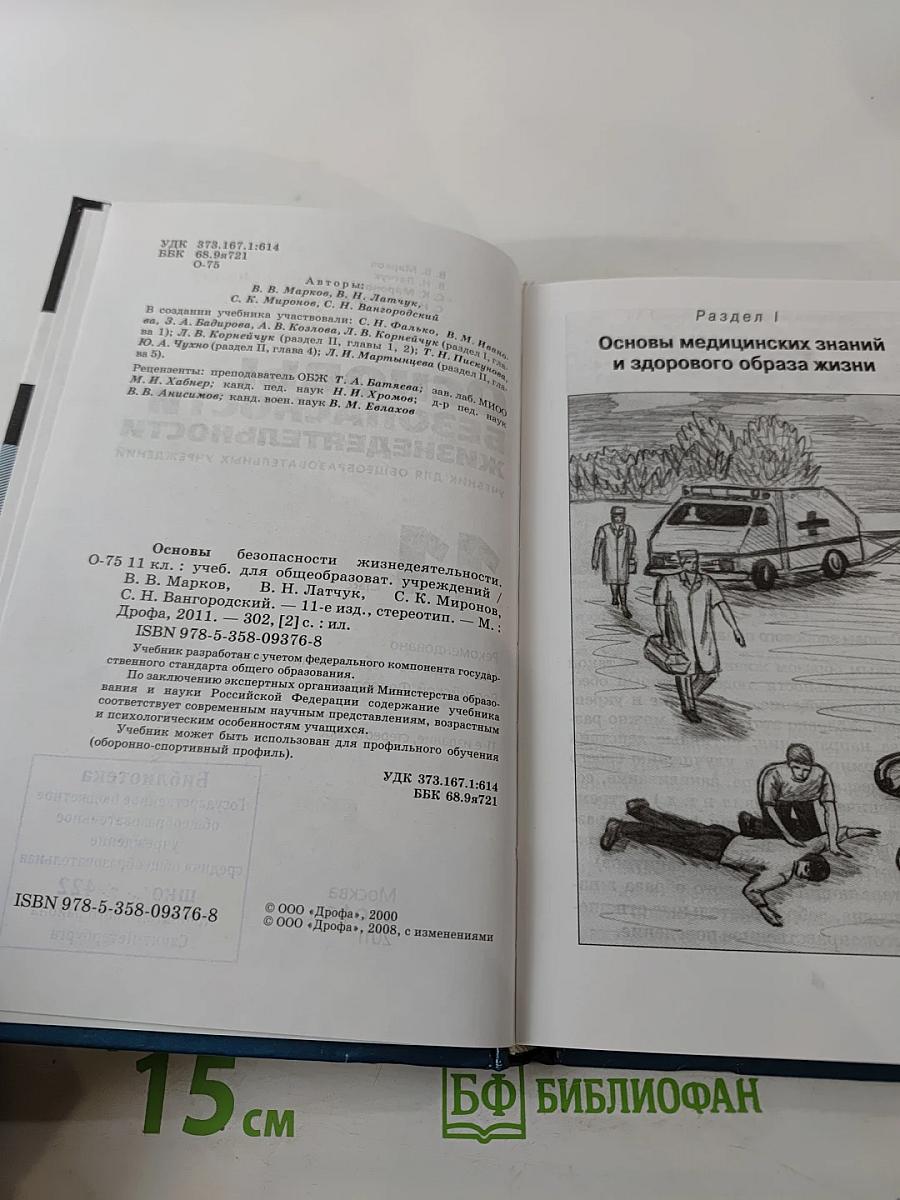 УДК 373.167.1:614
ББК 68.9я721
О-75
Авторы:
В. В. Марков, В. Н. Латчук,
С. К. Миронов, С. Н. Вангородский
В создании учебника участвовали: С. Н. Фалько, В. М. Ивано-
ва, З. А. Бадирова, А. В. Козлова, Л. В. Корнейчук (раздел I, гла-
ва 1); Л. В. Корнейчук (раздел II, главы 1, 2); Т. Н. Пискунова,
Ю. А. Чухно (раздел II, глава 4); Л. И. Мартынцева (раздел II, гла-
ва 5).
Рецензенты: преподаватель ОБЖ Т. А. Батяева; зав. лаб. МИОО
М. И. Хабнер; канд. пед. наук Н. И. Хромов; д-р пед. наук
В. В. Анисимов; канд. воен. наук В. М. Евлахов
Основы безопасности жизнедеятельности.
О-75 11 кл. : учеб. для общеобразоват. учреждений /
В. В. Марков, В. Н. Латчук, С. К. Миронов,
С. Н. Вангородский. — 11-е изд., стереотип. — М. :
Дрофа, 2011. — 302, [2] с. : ил.
ISBN 978-5-358-09376-8
Учебник разработан с учетом федерального компонента государ-
ственного стандарта общего образования.
По заключению экспертных организаций Министерства образо-
вания и науки Российской Федерации содержание учебника
соответствует современным научным представлениям, возрастным
и психологическим особенностям учащихся.
Учебник может быть использован для профильного обучения
(оборонно-спортивный профиль).
УДК 373.167.1:614
ББК 68.9я721
ISBN 978-5-358-09376-8
© ООО «Дрофа», 2000
© ООО «Дрофа», 2008, с изменениями
Раздел I
Основы медицинских знаний
и здорового образа жизни
15 см
БФ БИБЛИОФАН